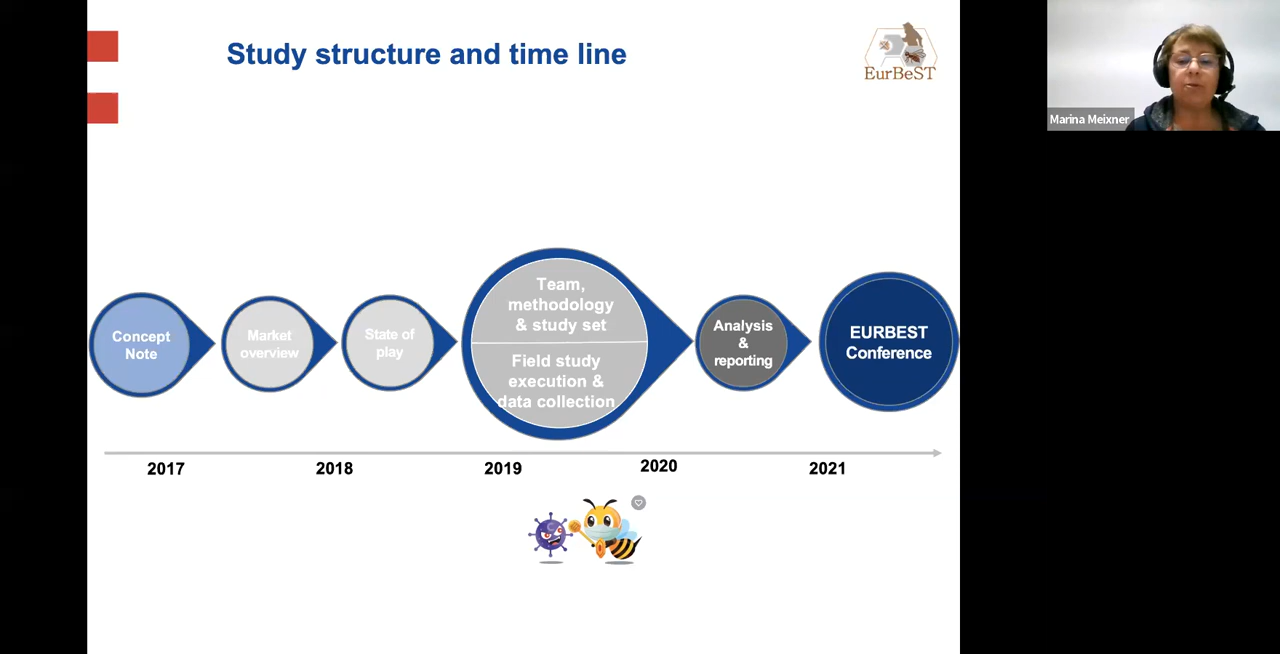 Study structure and time line
EurBeST
Marina Meixner
Concept
Note
Market
overview
State of
play
Team,
methodology
& study set
Field study
execution &
data collection
Analysis
&
reporting
EURBEST
Conference
2017
2018
2019
2020
2021